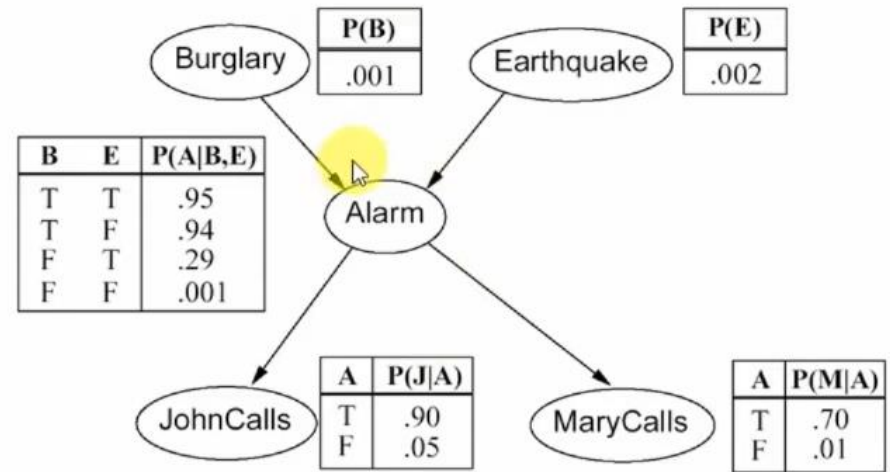 Burglary
P(B)
.001
Earthquake
P(E)
.002
B E P(A|B,E)
T T .95
T F .94
F T .29
F F .001
Alarm
JohnCalls
A P(J|A)
T .90
F .05
MaryCalls
A P(M|A)
T .70
F .01